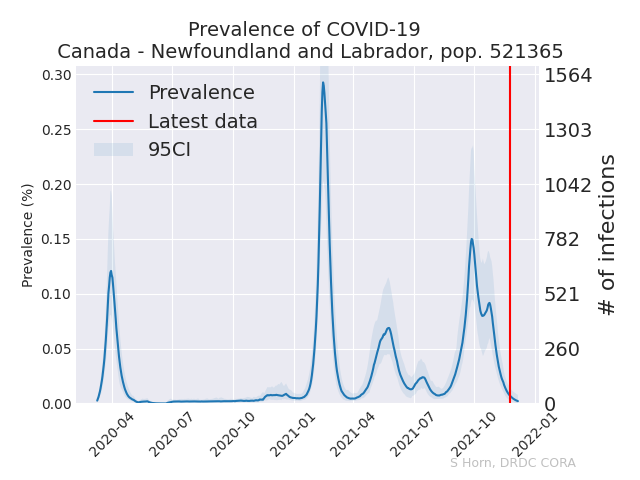 Prevalence of COVID-19
Canada - Newfoundland and Labrador, pop. 521365
Prevalence
Latest data
95CI
Prevalence (%)
0.30
0.25
0.20
0.15
0.10
0.05
0.00
1564
1303
1042
782
521
260
0
# of infections
2020-04
2020-07
2020-10
2021-01
2021-04
2021-07
2021-10
2022-01
S Horn, DRDC CORA